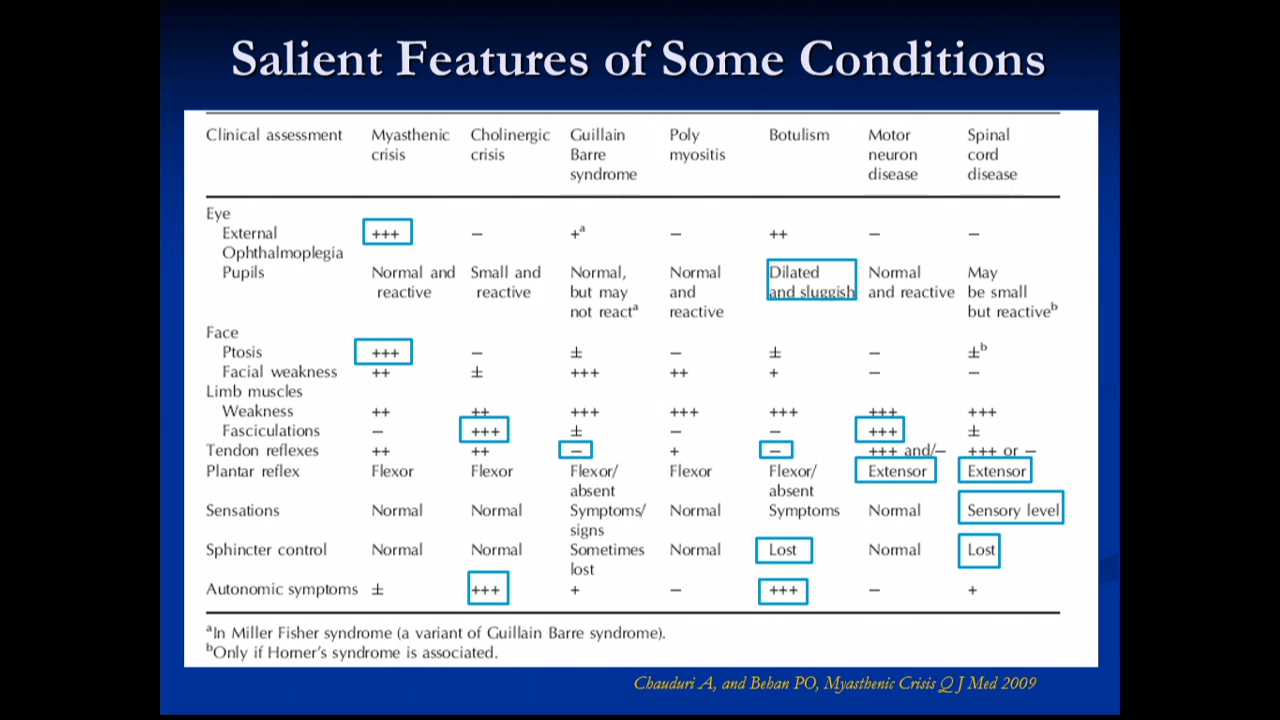 Salient Features of Some Conditions
Clinical assessment Myasthenic Cholinergic Guillain Poly Botulism Motor Spinal
crisis crisis Barre myositis neuron cord
syndrome disease disease
Eye
External +++ – +ᵃ – ++ – –
Ophthalmoplegia
Pupils Normal and Small and Normal, Normal Dilated Normal May
reactive reactive but may and and sluggish and reactive be small
not reactᵃ reactive but reactiveᵇ
Face
Ptosis +++ – ± – ± – ±ᵇ
Facial weakness ++ ± +++ ++ + – –
Limb muscles
Weakness ++ ++ +++ +++ +++ +++ +++
Fasciculations – +++ ± – – +++ ±
Tendon reflexes ++ ++ – + – +++ and/– +++ or –
Plantar reflex Flexor Flexor Flexor/ Flexor Flexor/ Extensor Extensor
absent absent
Sensations Normal Normal Symptoms/ Normal Symptoms Normal Sensory level
signs
Sphincter control Normal Normal Sometimes Normal Lost Normal Lost
lost
Autonomic symptoms ± +++ + – +++ – +
ᵃIn Miller Fisher syndrome (a variant of Guillain Barre syndrome).
ᵇOnly if Horner's syndrome is associated.
Chauduri A, and Behan PO, Myasthenic Crisis Q J Med 2009